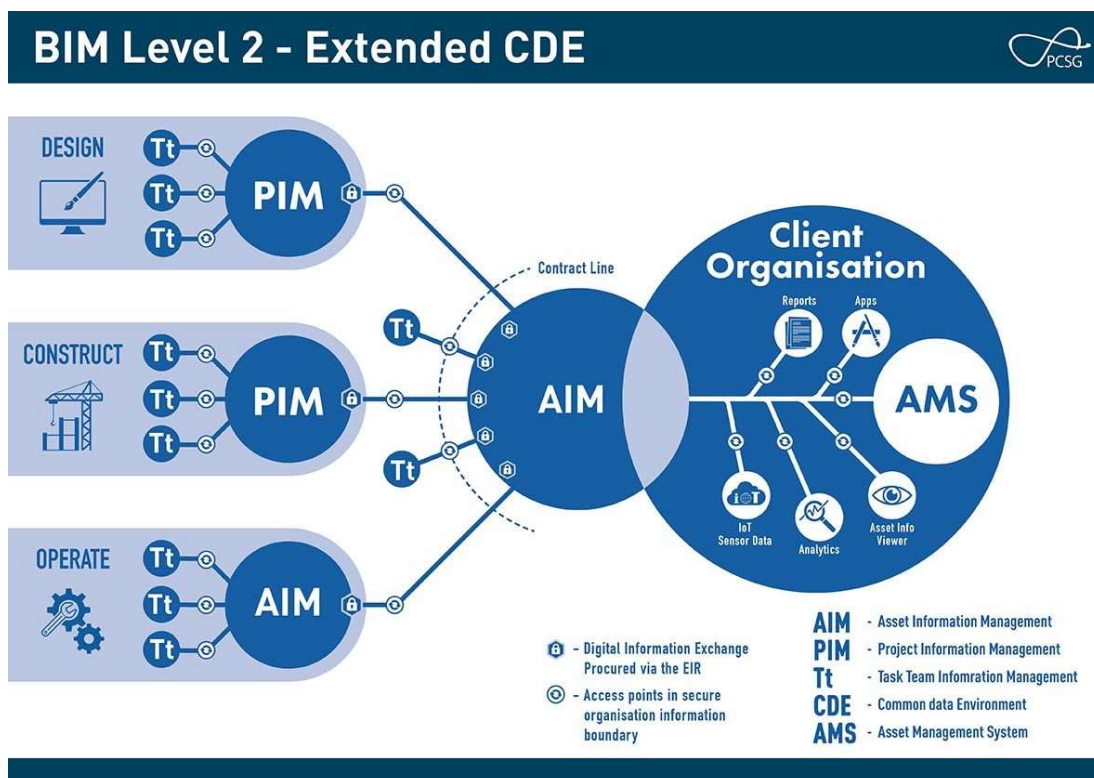 BIM Level 2 - Extended CDE
PCSG
DESIGN
Tt
Tt
Tt
PIM
CONSTRUCT
Tt
Tt
Tt
PIM
OPERATE
Tt
Tt
Tt
AIM
Contract Line
Tt
Tt
AIM
Client
Organisation
Reports
Apps
AMS
IoT
IoT
Sensor Data
Analytics
Asset Info
Viewer
- Digital Information Exchange
Procured via the EIR
- Access points in secure
organisation information
boundary
AIM - Asset Information Management
PIM - Project Information Management
Tt - Task Team Infomration Management
CDE - Common data Environment
AMS - Asset Management System